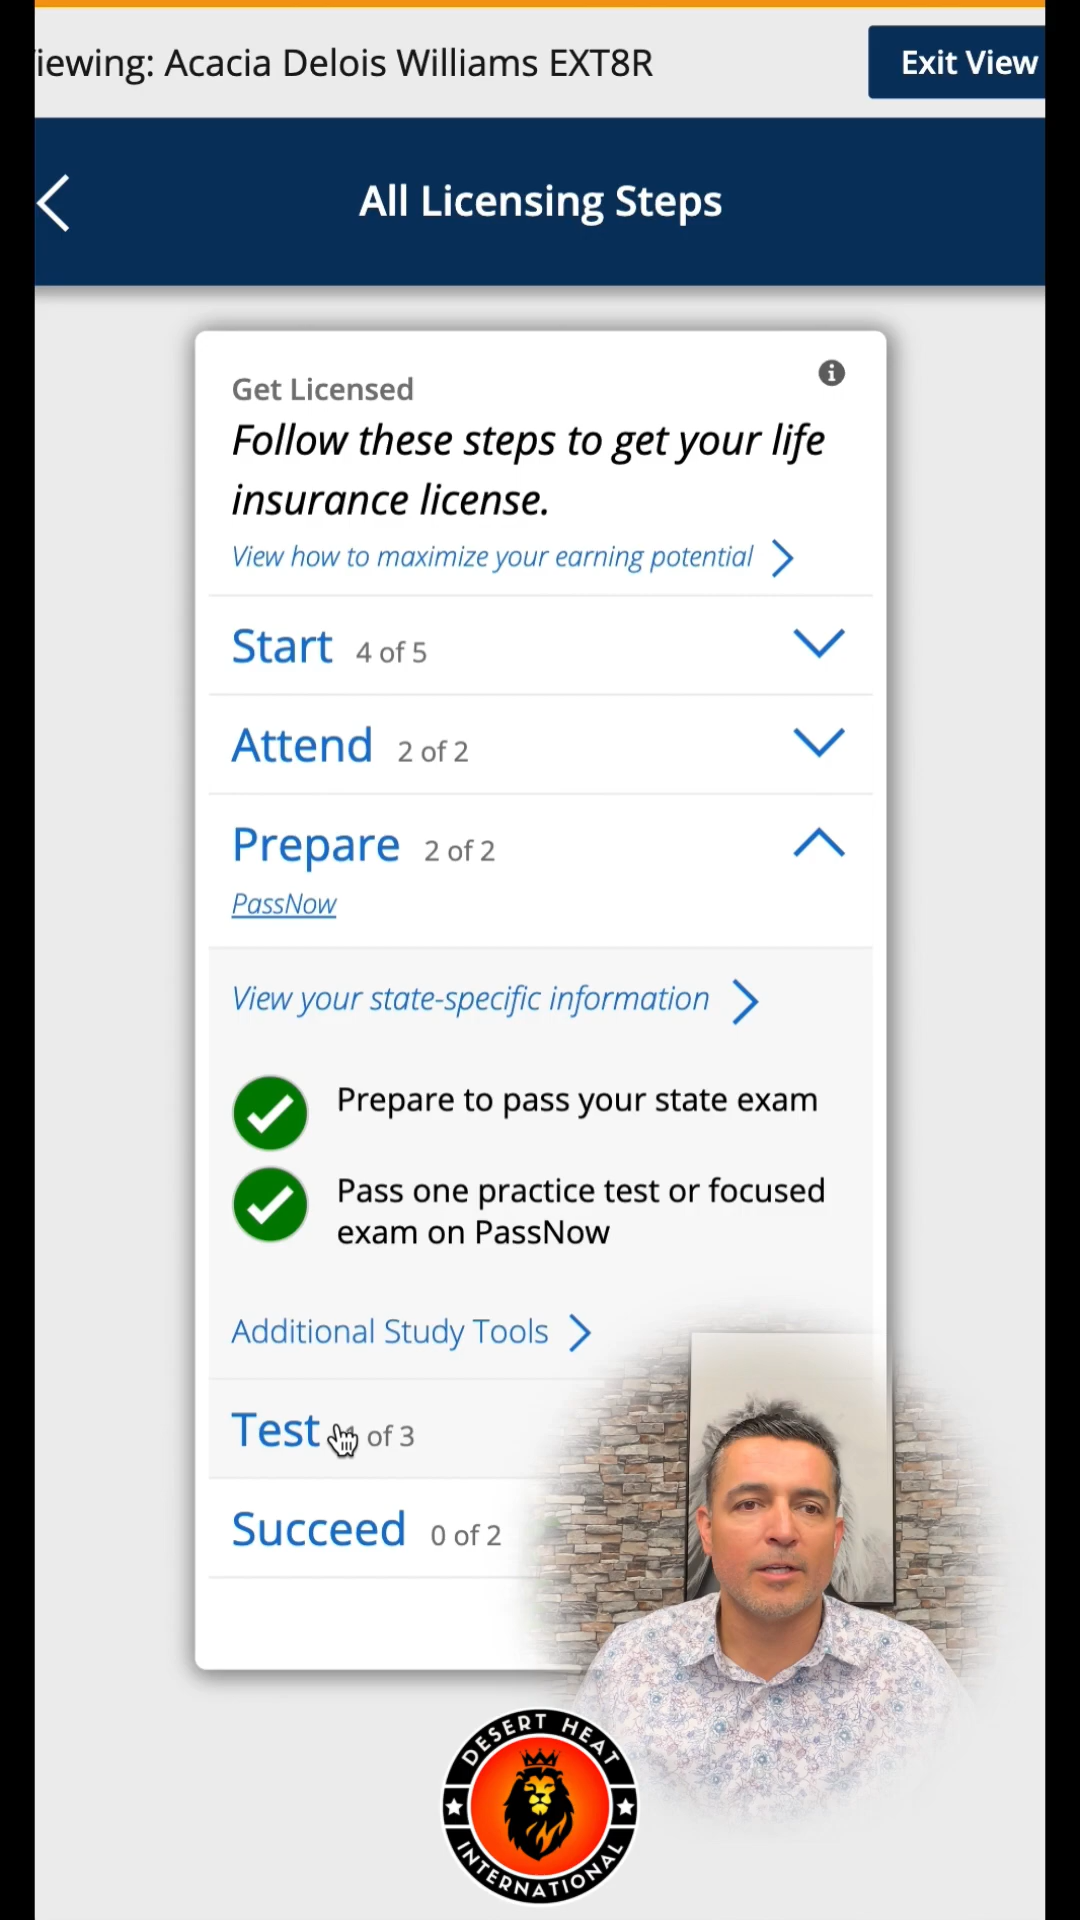 iewing: Acacia Delois Williams EXT8R
Exit View
All Licensing Steps
Get Licensed
Follow these steps to get your life
insurance license.
View how to maximize your earning potential
Start 4 of 5
Attend 2 of 2
Prepare 2 of 2
PassNow
View your state-specific information
Prepare to pass your state exam
Pass one practice test or focused
exam on PassNow
Additional Study Tools
Test of 3
Succeed 0 of 2
DESERT HEAT
INTERNATIONAL